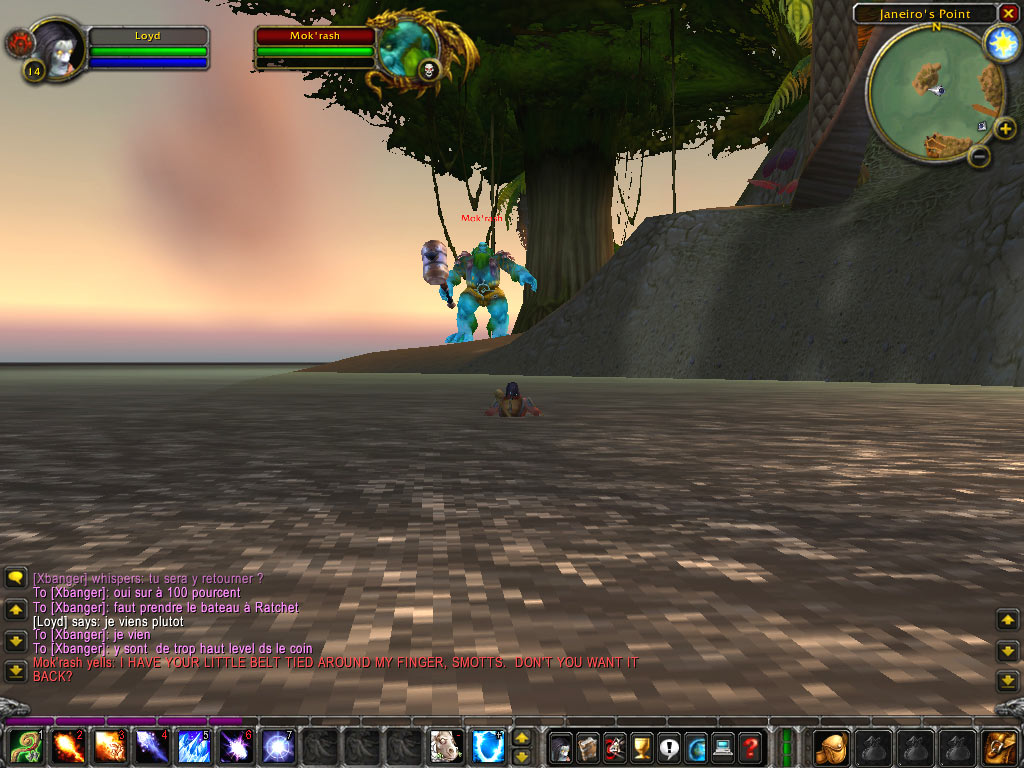 Loyd
14
Mok'rash
Janeiro's Point
N
Mok'rash
[Xbanger] whispers: tu sera y retourner ?
To [Xbanger]: oui sur à 100 pourcent
To [Xbanger]: faut prendre le bateau à Ratchet
[Loyd] says: je viens plutot
To [Xbanger]: je vien
To [Xbanger]: y sont  de trop haut level ds le coin
Mok'rash yells: I HAVE YOUR LITTLE BELT TIED AROUND MY FINGER, SMOTTS.  DON'T YOU WANT IT
BACK?
1 2 3 4 5 6 7